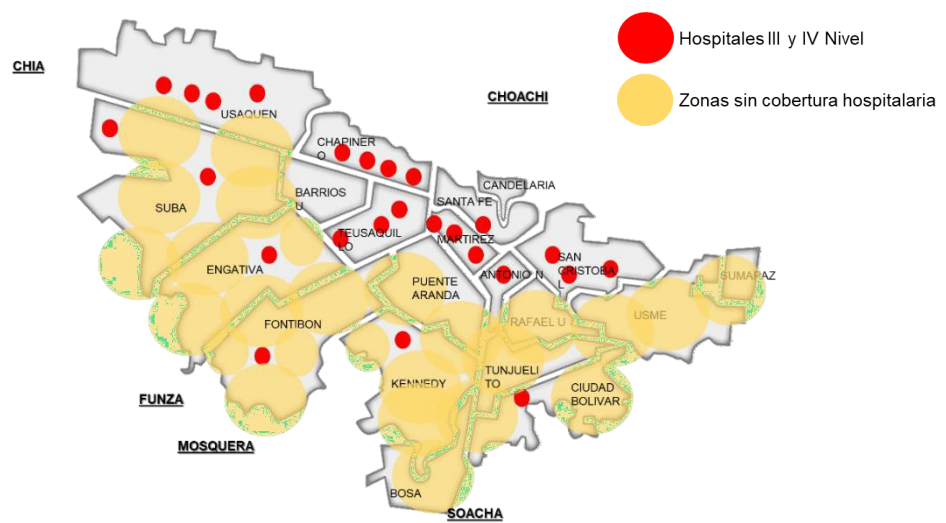 Hospitales III y IV Nivel
CHIA
Zonas sin cobertura hospitalaria
CHOACHI
USAQUEN
CHAPINER
O
CANDELARIA
BARRIOS
U
SANTA FE
SUBA
TEUSAQUIL
LO
MARTIREZ
ENGATIVA
ANTONIO N
SAN
CRISTOBA
L
SUMAPAZ
PUENTE
ARANDA
FONTIBON
RAFAEL U
USME
KENNEDY
TUNJUELI
TO
CIUDAD
BOLIVAR
FUNZA
MOSQUERA
BOSA
SOACHA